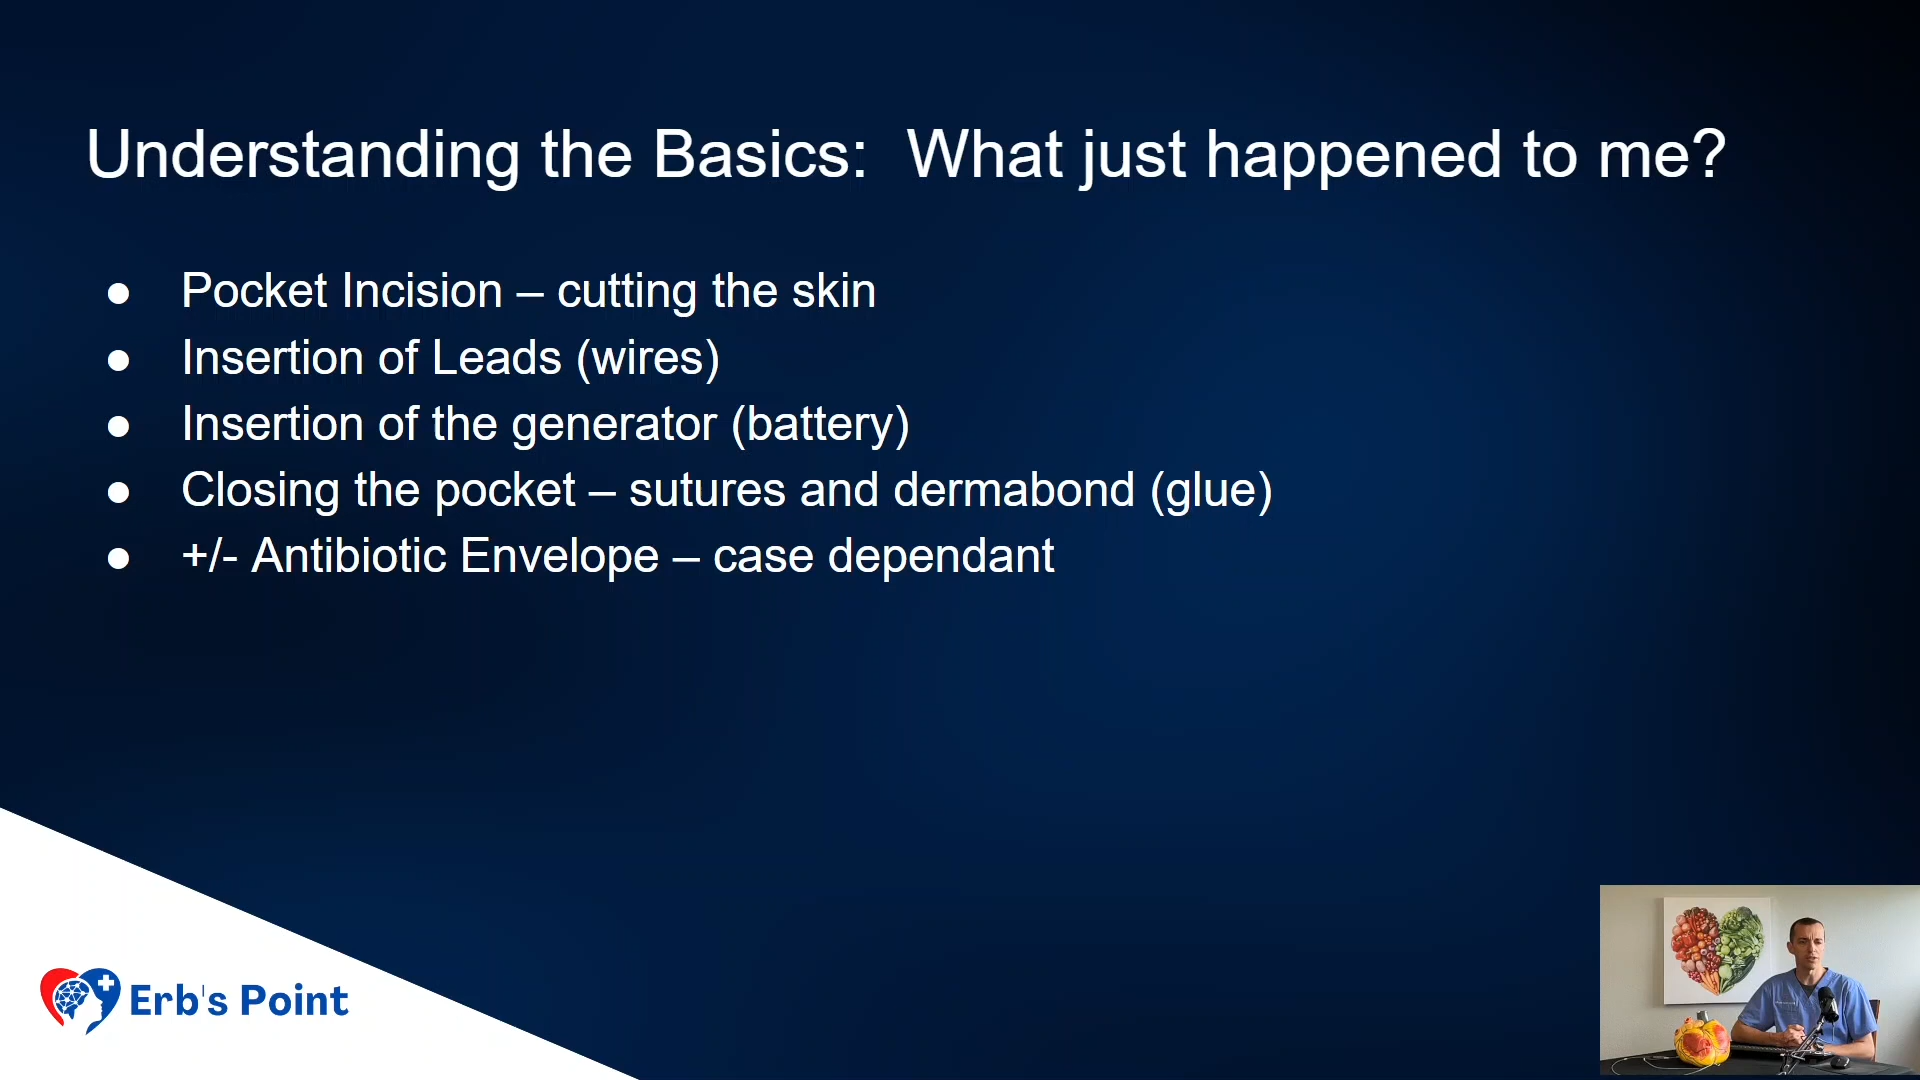 Understanding the Basics:  What just happened to me?
● Pocket Incision – cutting the skin
● Insertion of Leads (wires)
● Insertion of the generator (battery)
● Closing the pocket – sutures and dermabond (glue)
● +/- Antibiotic Envelope – case dependant
Erb's Point